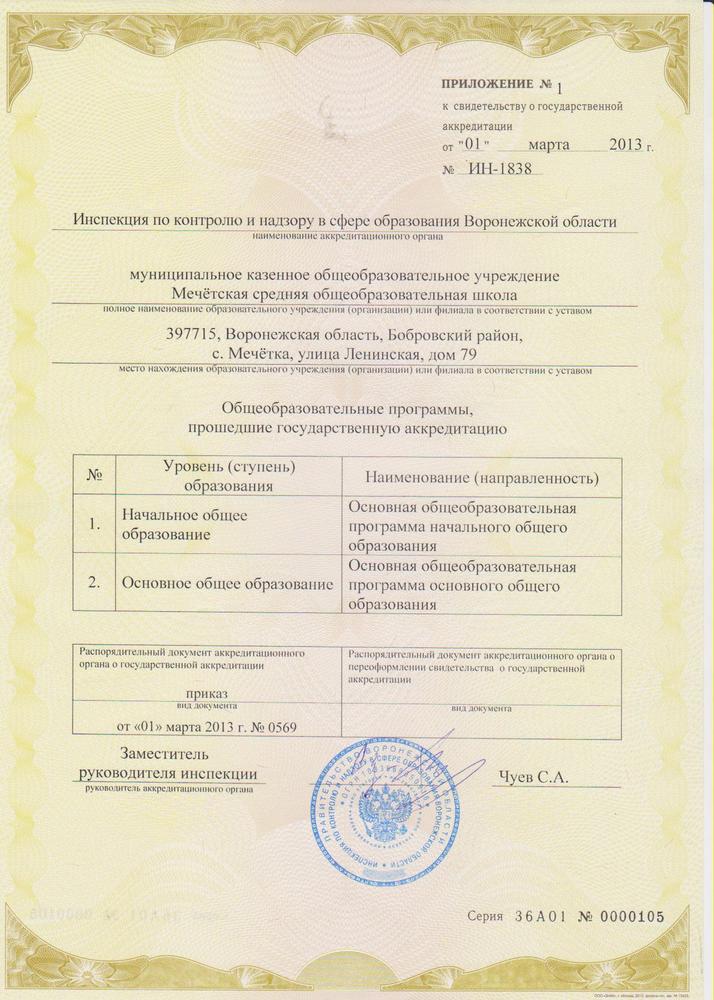 ПРИЛОЖЕНИЕ № 1
к свидетельству о государственной
аккредитации
от "01" марта 2013 г.
№ ИН-1838
Инспекция по контролю и надзору в сфере образования Воронежской области
наименование аккредитационного органа
муниципальное казенное общеобразовательное учреждение
Мечётская средняя общеобразовательная школа
полное наименование образовательного учреждения (организации) или филиала в соответствии с уставом
397715, Воронежская область, Бобровский район,
с. Мечётка, улица Ленинская, дом 79
место нахождения образовательного учреждения (организации) или филиала в соответствии с уставом
Общеобразовательные программы,
прошедшие государственную аккредитацию
№
Уровень (ступень)
образования
Наименование (направленность)
1.
Начальное общее
образование
Основная общеобразовательная
программа начального общего
образования
2.
Основное общее образование
Основная общеобразовательная
программа основного общего
образования
Распорядительный документ аккредитационного
органа о государственной аккредитации
приказ
вид документа
от «01» марта 2013 г. № 0569
Распорядительный документ аккредитационного органа о
переоформлении свидетельства о государственной
аккредитации
вид документа
Заместитель
руководителя инспекции
руководитель аккредитационного органа
Чуев С.А.
ПРАВИТЕЛЬСТВО ВОРОНЕЖСКОЙ ОБЛАСТИ
ИНСПЕКЦИЯ ПО КОНТРОЛЮ И НАДЗОРУ В СФЕРЕ ОБРАЗОВАНИЯ ВОРОНЕЖСКОЙ ОБЛАСТИ
Серия 36А01 № 0000105